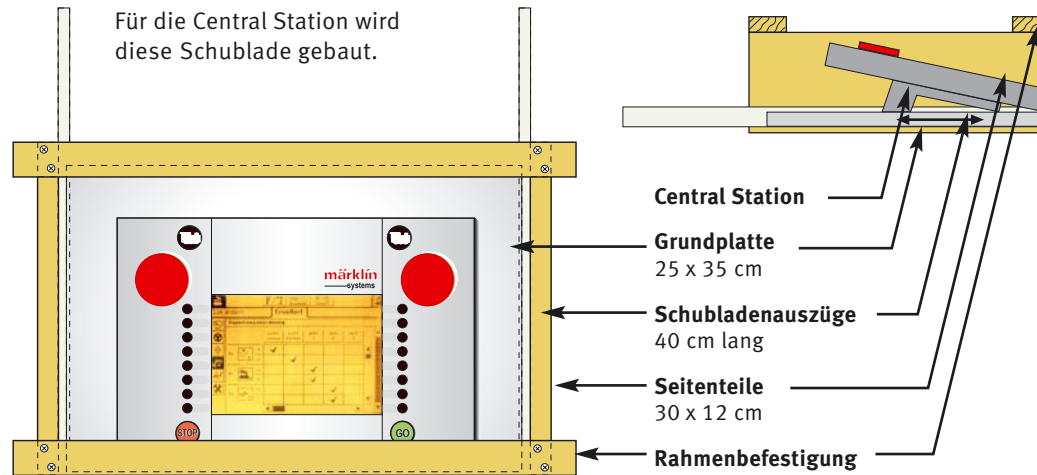 Für die Central Station wird
diese Schublade gebaut.
märklin
systems
STOP
GO
Central Station
Grundplatte
25 x 35 cm
Schubladenauszüge
40 cm lang
Seitenteile
30 x 12 cm
Rahmenbefestigung